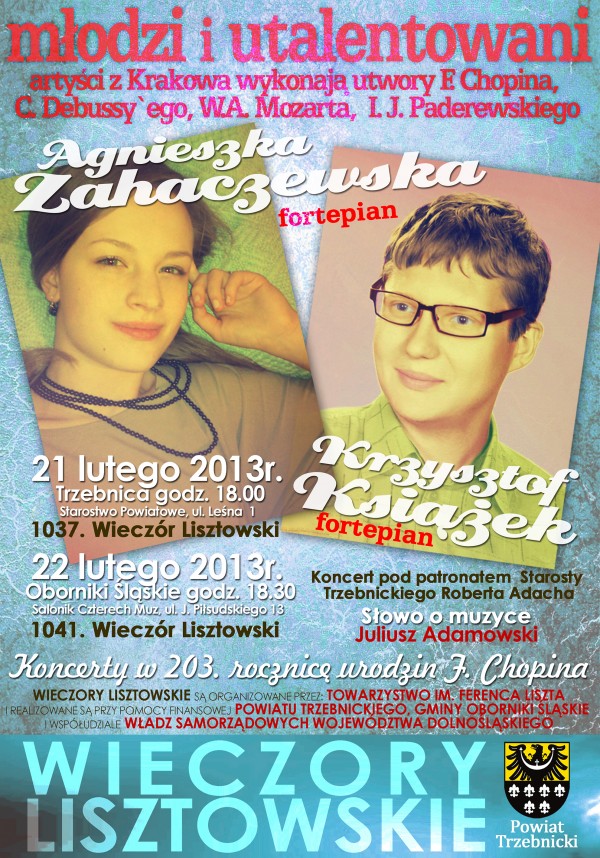 młodzi i utalentowani
artyści z Krakowa wykonają utwory F. Chopina,
C. Debussy`ego, W.A. Mozarta, I. J. Paderewskiego
Agnieszka
Zahaczewska
fortepian
Krzysztof
Książek
fortepian
21 lutego 2013r.
Trzebnica godz. 18.00
Starostwo Powiatowe, ul. Leśna 1
1037. Wieczór Lisztowski
22 lutego 2013r.
Oborniki Śląskie godz. 18.30
Salonik Czterech Muz, ul. J. Piłsudskiego 13
1041. Wieczór Lisztowski
Koncert pod patronatem Starosty
Trzebnickiego Roberta Adacha
Słowo o muzyce
Juliusz Adamowski
Koncerty w 203. rocznicę urodzin F. Chopina
WIECZORY LISZTOWSKIE SĄ ORGANIZOWANE PRZEZ: TOWARZYSTWO IM. FERENCA LISZTA
I REALIZOWANE SĄ PRZY POMOCY FINANSOWEJ POWIATU TRZEBNICKIEGO, GMINY OBORNIKI ŚLĄSKIE
I WSPÓŁUDZIALE WŁADZ SAMORZĄDOWYCH WOJEWÓDZTWA DOLNOŚLĄSKIEGO
WIECZORY
LISZTOWSKIE
Powiat
Trzebnicki